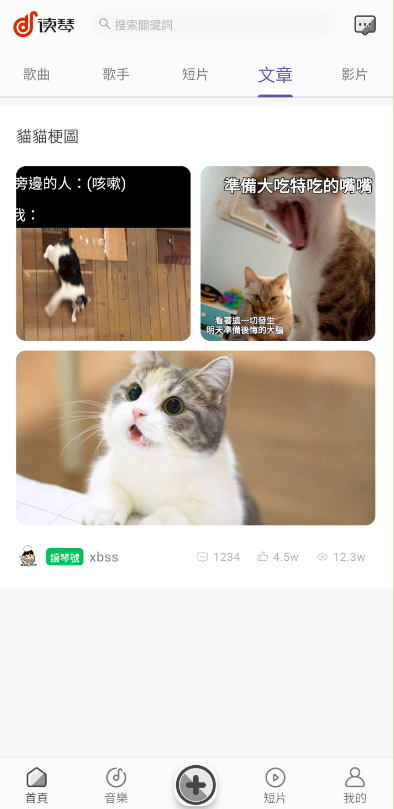 读琴
搜索關鍵詞
歌曲
歌手
短片
文章
影片
貓貓梗圖
旁邊的人：(咳嗽)
我：
準備大吃特吃的嘴嘴
看著這一切發生
明天準備後悔的大腦
讀琴號
xbss
1234
4.5w
12.3w
首頁
音樂
短片
我的